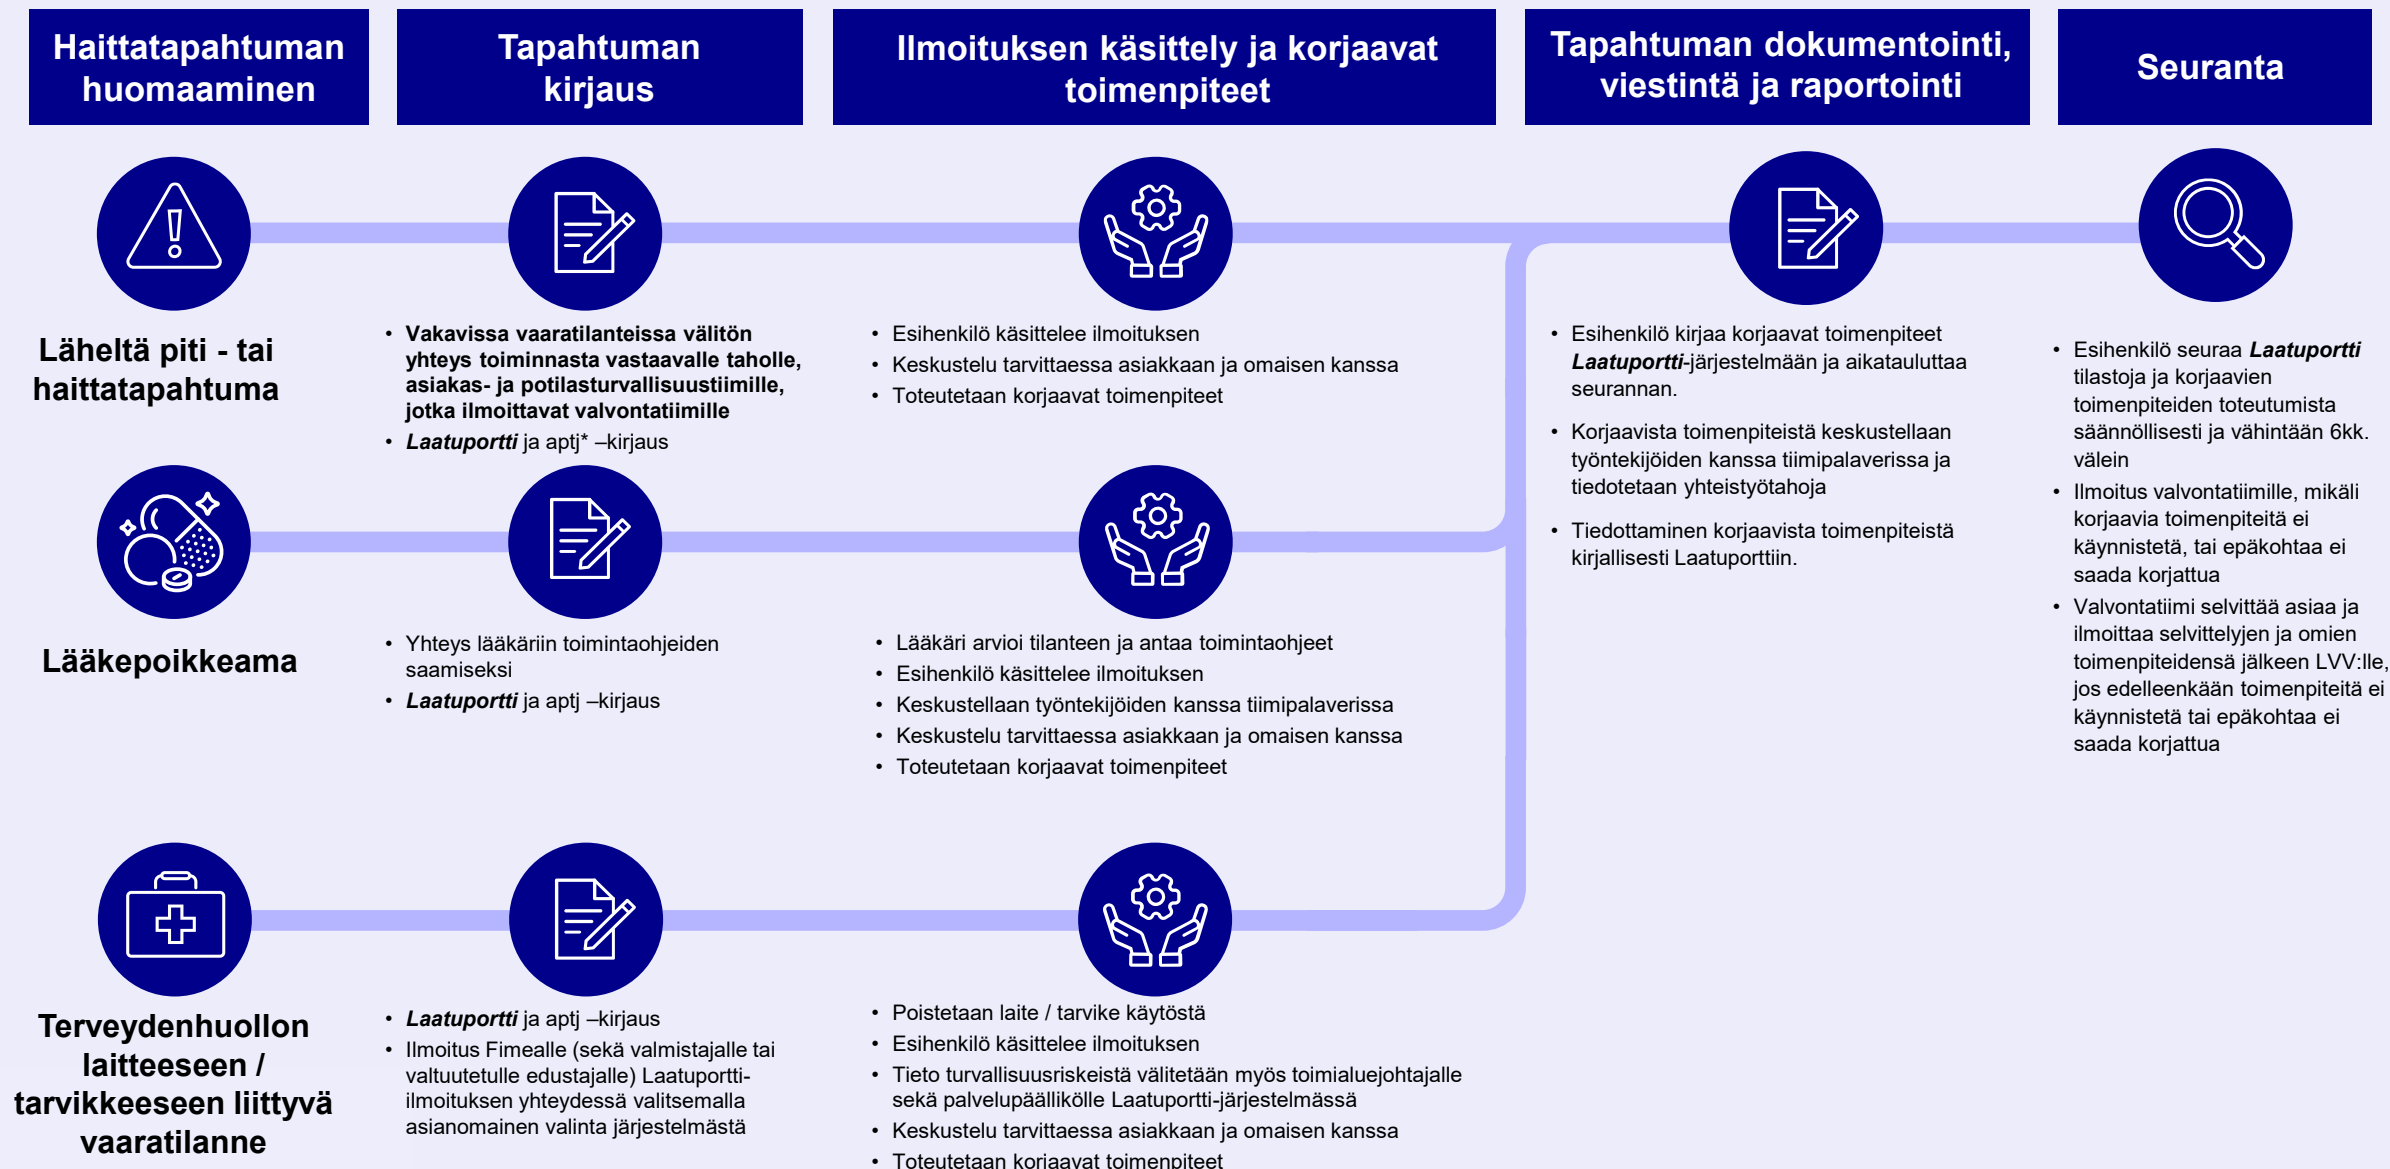 Haittatapahtuman
huomaaminen
Tapahtuman
kirjaus
Ilmoituksen käsittely ja korjaavat
toimenpiteet
Tapahtuman dokumentointi,
viestintä ja raportointi
Seuranta
Läheltä piti - tai
haittatapahtuma
• Vakavissa vaaratilanteissa välitön
yhteys toiminnasta vastaavalle taholle,
asiakas- ja potilasturvallisuustiimille,
jotka ilmoittavat valvontatiimille
• Laatuportti ja aptj* –kirjaus
• Esihenkilö käsittelee ilmoituksen
• Keskustelu tarvittaessa asiakkaan ja omaisen kanssa
• Toteutetaan korjaavat toimenpiteet
• Esihenkilö kirjaa korjaavat toimenpiteet
Laatuportti-järjestelmään ja aikatauluttaa
seurannan.
• Korjaavista toimenpiteistä keskustellaan
työntekijöiden kanssa tiimipalaverissa ja
tiedotetaan yhteistyötahoja
• Tiedottaminen korjaavista toimenpiteistä
kirjallisesti Laatuporttiin.
• Esihenkilö seuraa Laatuportti
tilastoja ja korjaavien
toimenpiteiden toteutumista
säännöllisesti ja vähintään 6kk.
välein
• Ilmoitus valvontatiimille, mikäli
korjaavia toimenpiteitä ei
käynnistetä, tai epäkohtaa ei
saada korjattua
• Valvontatiimi selvittää asiaa ja
ilmoittaa selvittelyjen ja omien
toimenpiteidensä jälkeen LVV:lle,
jos edelleenkään toimenpiteitä ei
käynnistetä tai epäkohtaa ei
saada korjattua
Lääkepoikkeama
• Yhteys lääkäriin toimintaohjeiden
saamiseksi
• Laatuportti ja aptj –kirjaus
• Lääkäri arvioi tilanteen ja antaa toimintaohjeet
• Esihenkilö käsittelee ilmoituksen
• Keskustellaan työntekijöiden kanssa tiimipalaverissa
• Keskustelu tarvittaessa asiakkaan ja omaisen kanssa
• Toteutetaan korjaavat toimenpiteet
Terveydenhuollon
laitteeseen /
tarvikkeeseen liittyvä
vaaratilanne
• Laatuportti ja aptj –kirjaus
• Ilmoitus Fimealle (sekä valmistajalle tai
valtuutetulle edustajalle) Laatuportti-
ilmoituksen yhteydessä valitsemalla
asianomainen valinta järjestelmästä
• Poistetaan laite / tarvike käytöstä
• Esihenkilö käsittelee ilmoituksen
• Tieto turvallisuusriskeistä välitetään myös toimialuejohtajalle
sekä palvelupäällikölle Laatuportti-järjestelmässä
• Keskustelu tarvittaessa asiakkaan ja omaisen kanssa
• Toteutetaan korjaavat toimenpiteet